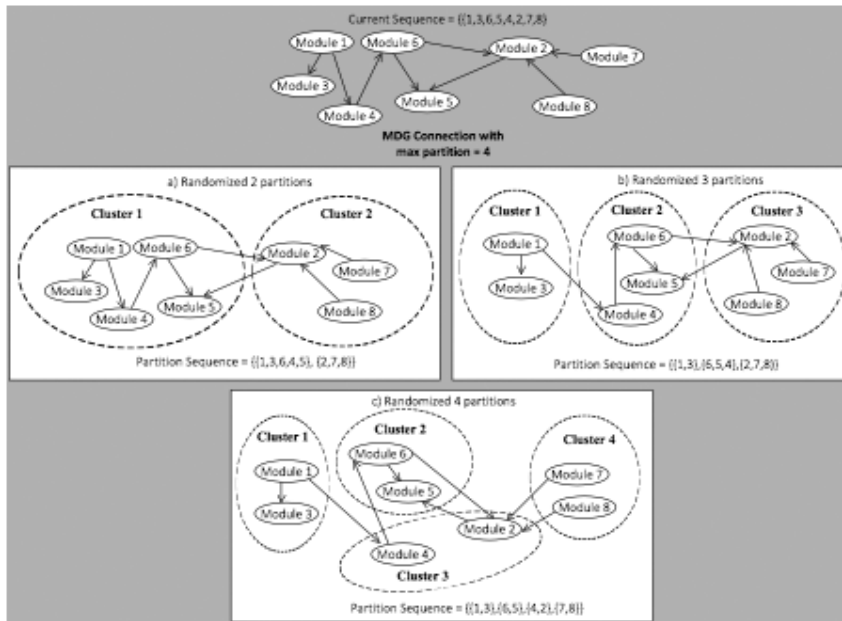 Current Sequence = {{1,3,6,5,4,2,7,8}
Module 1
Module 6
Module 2
Module 7
Module 3
Module 4
Module 5
Module 8
MDG Connection with
max partition = 4
a) Randomized 2 partitions
Cluster 1
Cluster 2
Module 1
Module 6
Module 2
Module 3
Module 7
Module 4
Module 5
Module 8
Partition Sequence = {{1,3,6,4,5}, {2,7,8}}
b) Randomized 3 partitions
Cluster 1
Cluster 2
Cluster 3
Module 1
Module 6
Module 2
Module 3
Module 5
Module 7
Module 4
Module 8
Partition Sequence = {{1,3},{6,5,4},{2,7,8}}
c) Randomized 4 partitions
Cluster 1
Cluster 2
Cluster 4
Module 1
Module 6
Module 7
Module 3
Module 5
Module 8
Module 2
Module 4
Cluster 3
Partition Sequence = {{1,3},{6,5},{4,2},{7,8}}